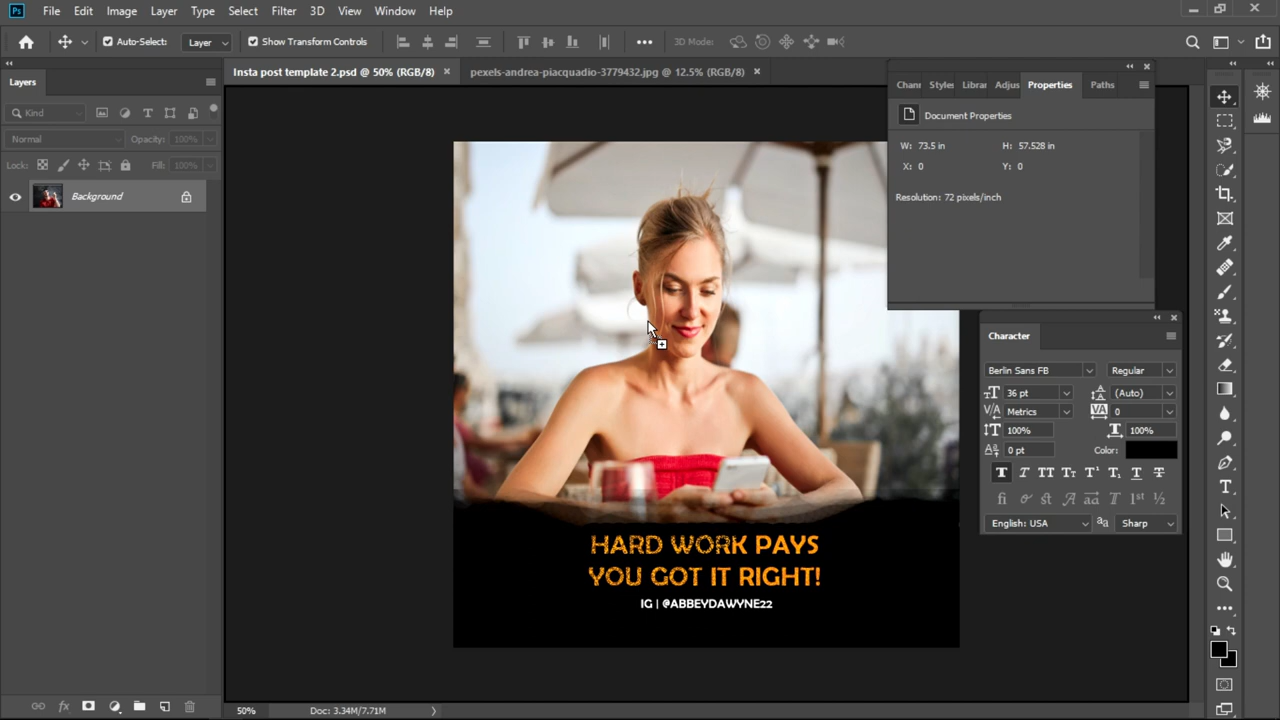 Ps File Edit Image Layer Type Select Filter 3D View Window Help
Auto-Select: Layer Show Transform Controls 3D Mode:
Insta post template 2.psd @ 50% (RGB/8) × pexels-andrea-piacquadio-3779432.jpg @ 12.5% (RGB/8) ×
Layers
Kind
Normal Opacity: 100%
Lock: Fill: 100%
Background
Chann Styles Librar Adjus Properties Paths
Document Properties
W: 73.5 in H: 57.528 in
X: 0 Y: 0
Resolution: 72 pixels/inch
Character
Berlin Sans FB Regular
36 pt (Auto)
Metrics 0
100% 100%
0 pt Color:
English: USA aa Sharp
HARD WORK PAYS
YOU GOT IT RIGHT!
IG | @ABBEYDAWYNE22
50% Doc: 3.34M/7.71M